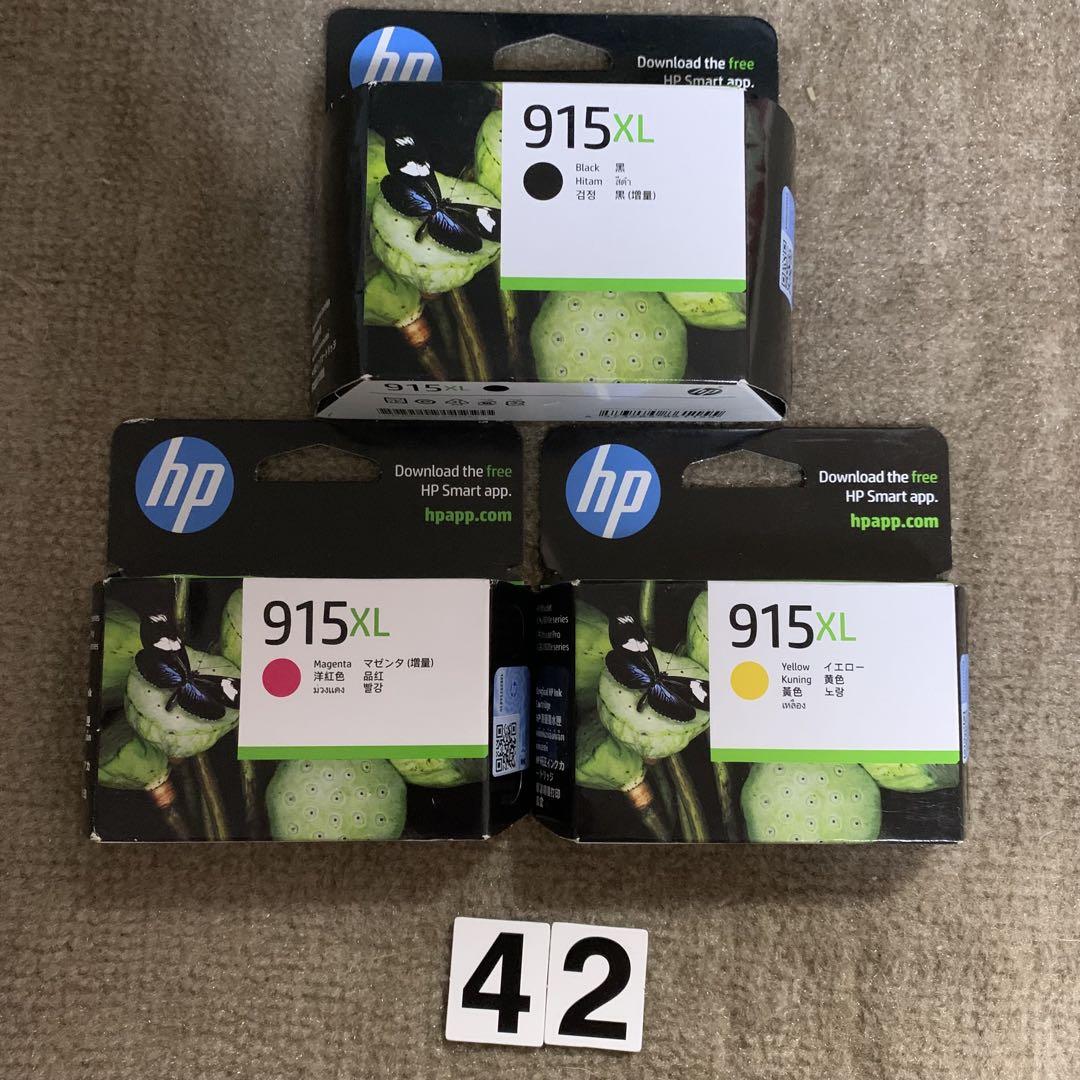 hp
Download the free
HP Smart app.
915XL
Black 黒
Hitam สีดำ
검정 黑(增量)
915XL
hp
hp
Download the free
HP Smart app.
hpapp.com
915XL
Magenta マゼンタ(増量)
洋紅色 品红
ม่วงแดง 빨강
hp
Download the free
HP Smart app.
hpapp.com
915XL
Yellow イエロー
Kuning 黄色
黃色 노랑
เหลือง
42